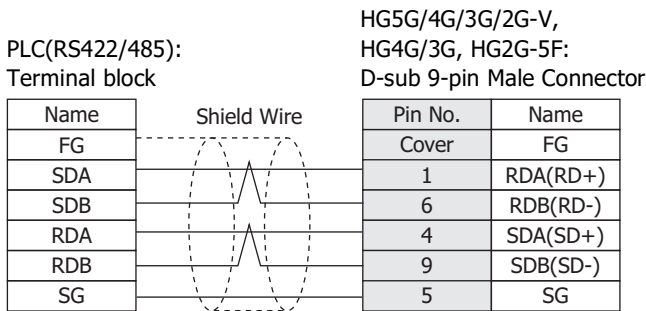 HG5G/4G/3G/2G-V,
PLC(RS422/485): HG4G/3G, HG2G-5F:
Terminal block D-sub 9-pin Male Connector
Name Shield Wire Pin No. Name
FG Cover FG
SDA 1 RDA(RD+)
SDB 6 RDB(RD-)
RDA 4 SDA(SD+)
RDB 9 SDB(SD-)
SG 5 SG